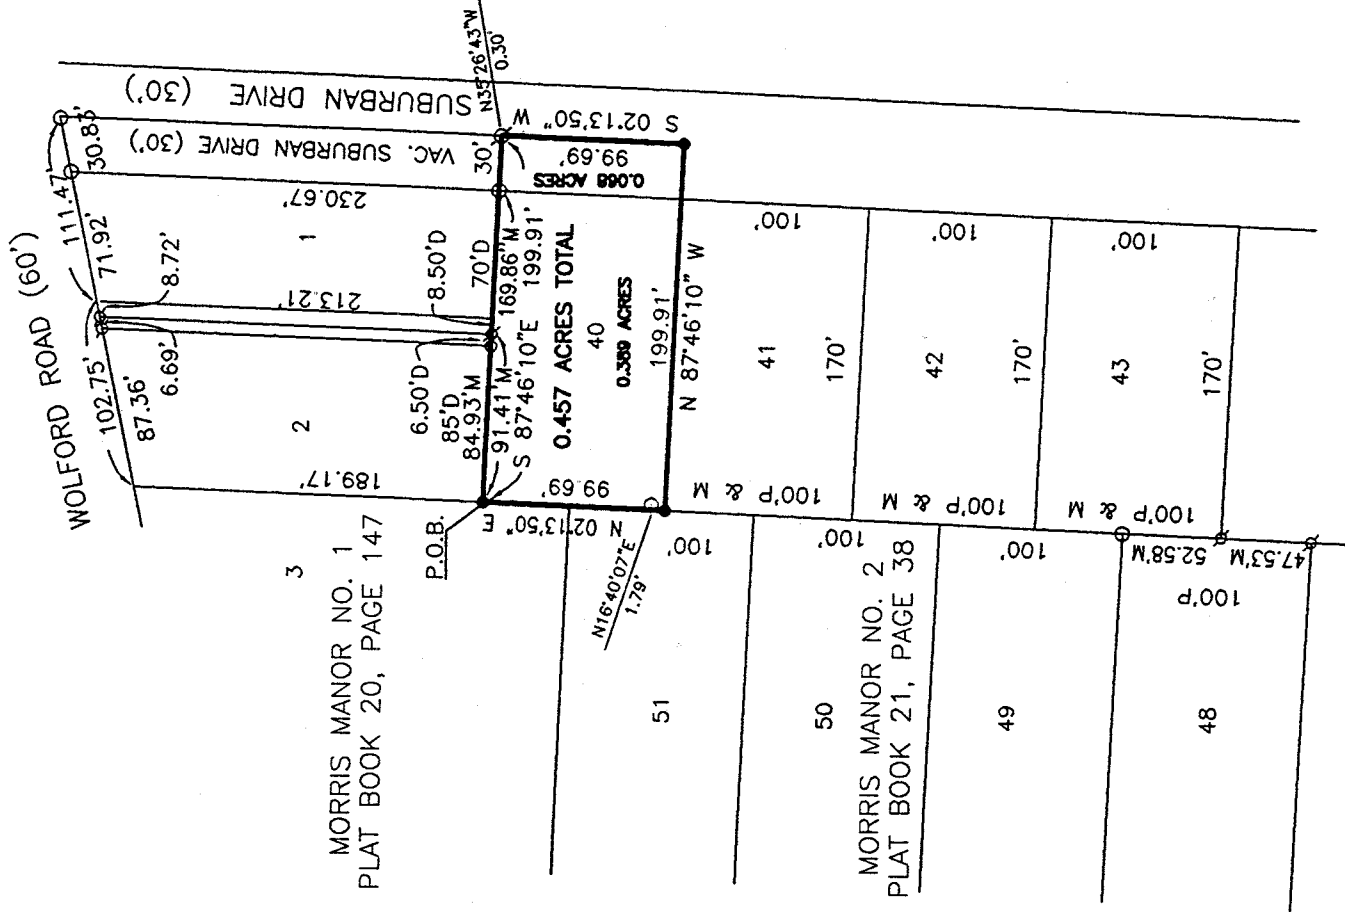 WOLFORD ROAD (60')
SUBURBAN DRIVE (30')
N35°26'43"W
0.30'
VAC. SUBURBAN DRIVE (30')
30.83'
111.47'
71.92'
8.72'
102.75'
87.36'
6.69'
230.67'
1
213.21'
8.50'D
70'D
30'
S 02°13'50" W
99.69'
0.068 ACRES
169.86'M
199.91'
2
189.17'
6.50'D
85'D
84.93'M
91.41'M
S 87°46'10"E
0.457 ACRES TOTAL
40
0.389 ACRES
199.91'
N 87°46'10" W
99.69'
N 02°13'50" E
P.O.B.
N16°40'07"E
1.79'
3
MORRIS MANOR NO. 1
PLAT BOOK 20, PAGE 147
100'
41
170'
100'P & M
100'
42
170'
100'P & M
100'
43
170'
100'P & M
100'
51
100'
50
100'
49
52.58'M
47.53'M
100'P
48
MORRIS MANOR NO. 2
PLAT BOOK 21, PAGE 38